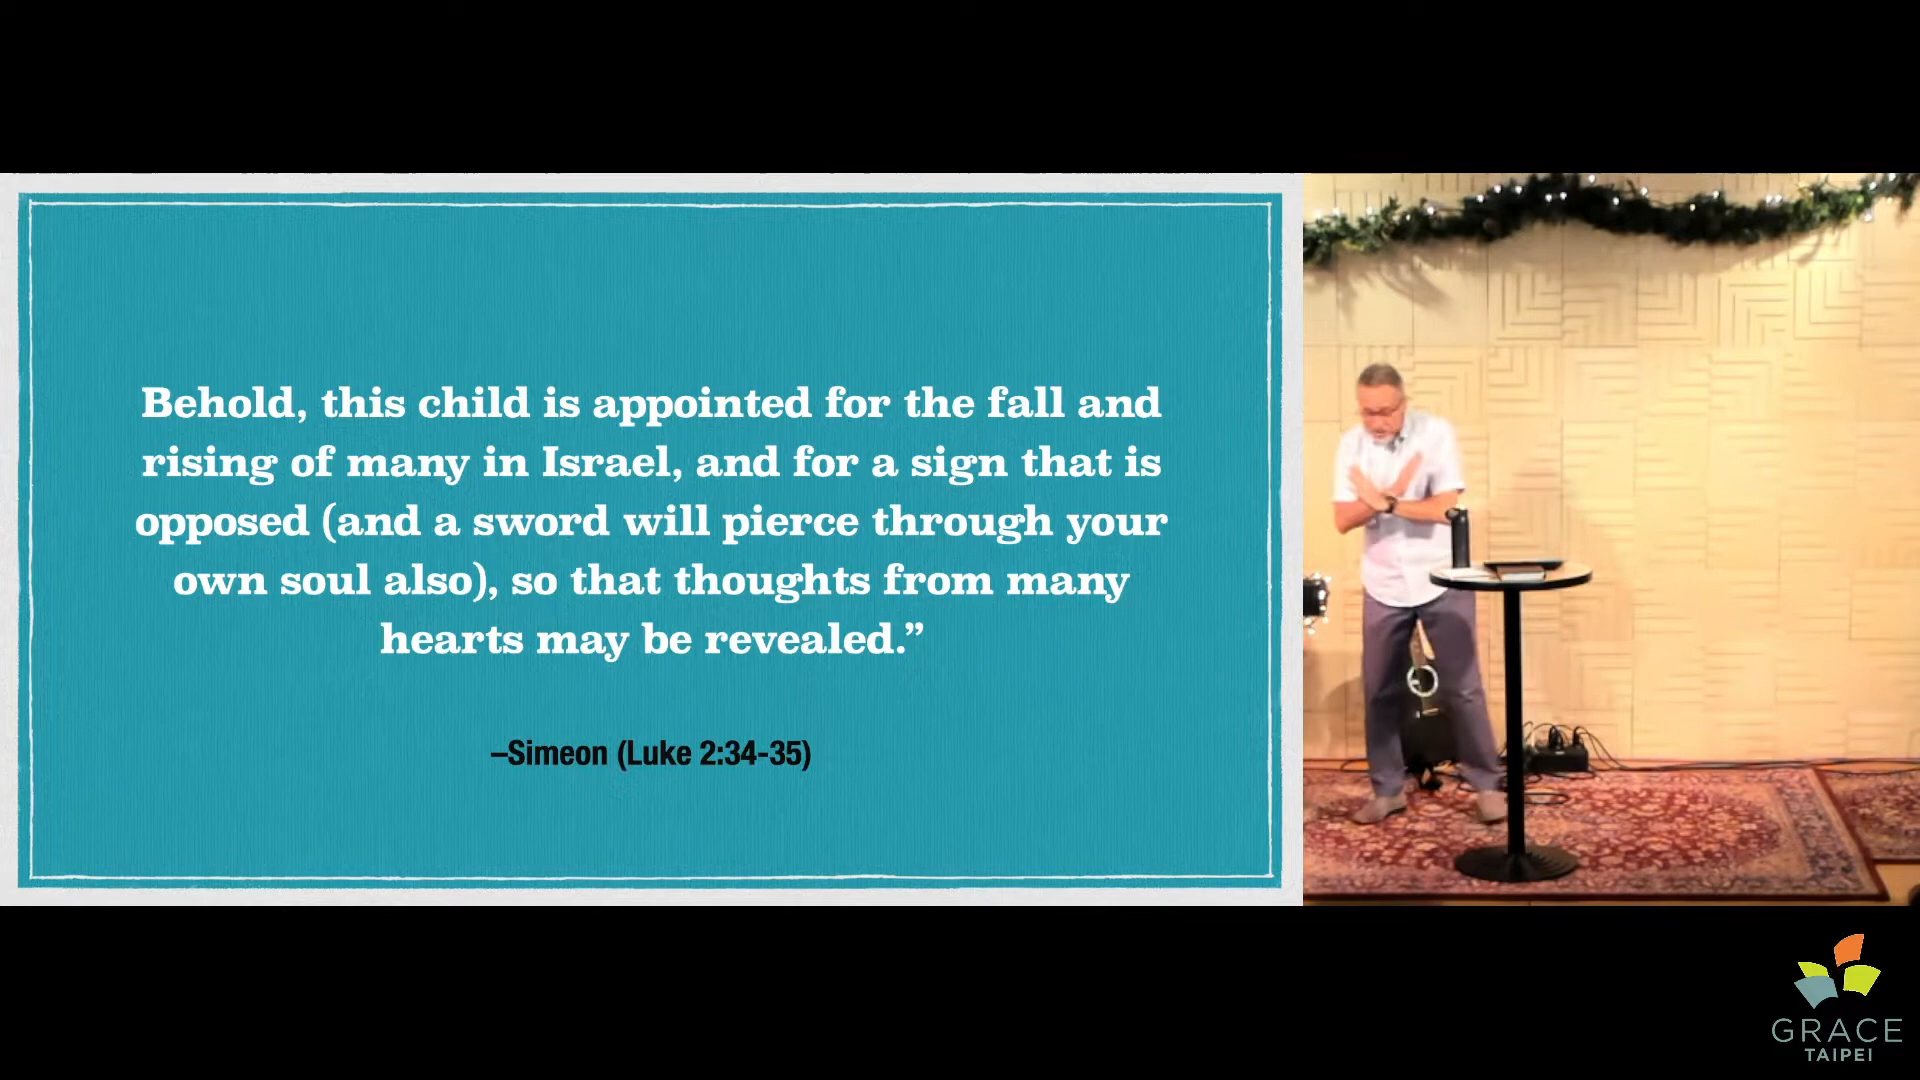 Behold, this child is appointed for the fall and
rising of many in Israel, and for a sign that is
opposed (and a sword will pierce through your
own soul also), so that thoughts from many
hearts may be revealed.”
–Simeon (Luke 2:34-35)
GRACE
TAIPEI